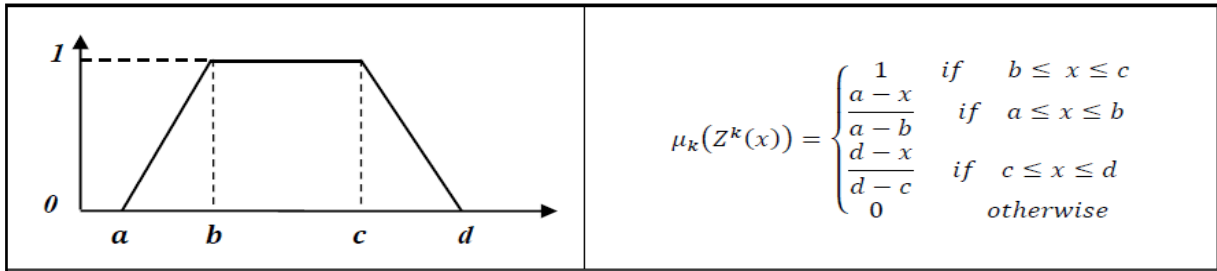 1
0
a b c d
μₖ(Zᵏ(x)) = { 1 if b ≤ x ≤ c
(a − x)/(a − b) if a ≤ x ≤ b
(d − x)/(d − c) if c ≤ x ≤ d
0 otherwise